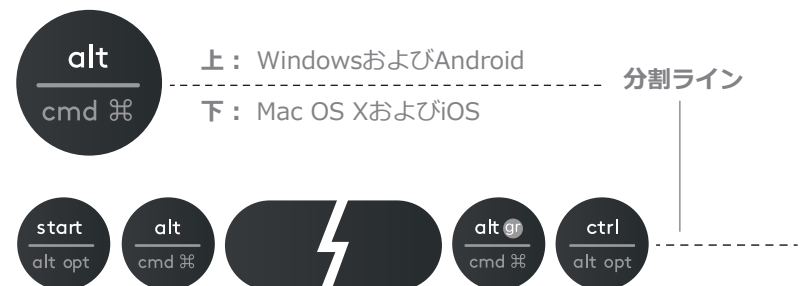 alt
cmd ⌘
上： WindowsおよびAndroid
下： Mac OS XおよびiOS
分割ライン
start alt alt gr ctrl
alt opt cmd ⌘ cmd ⌘ alt opt